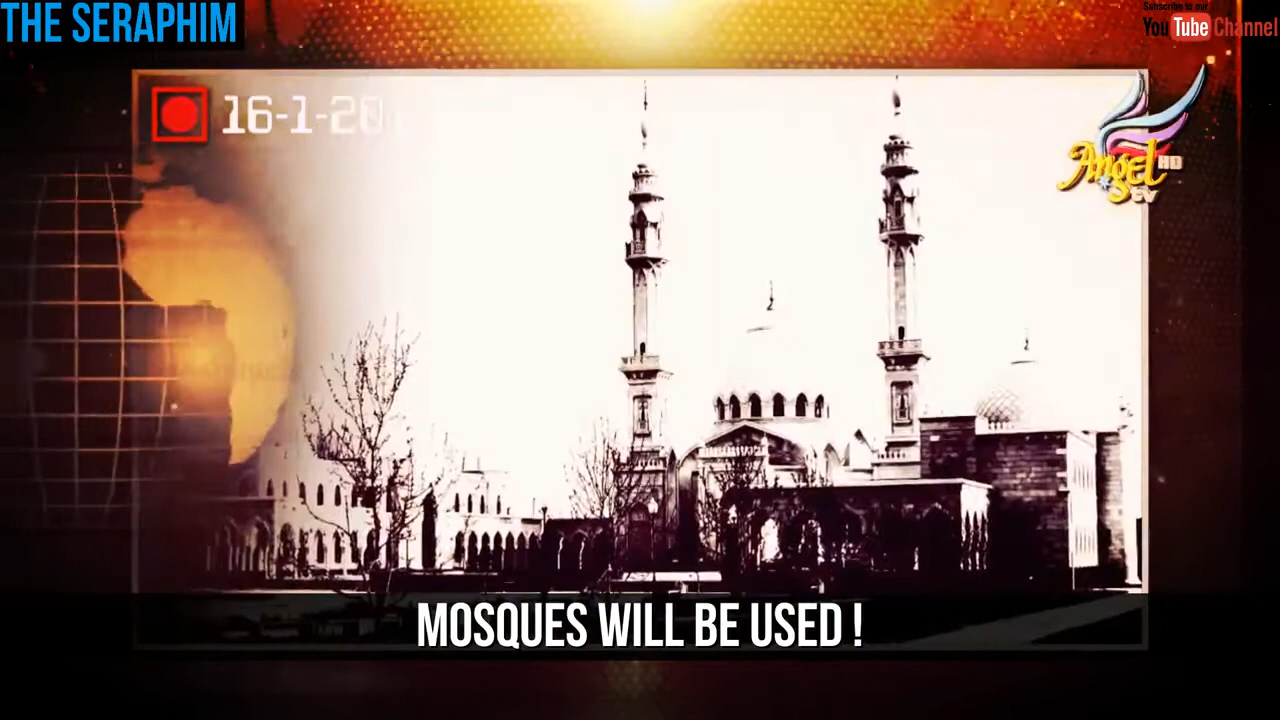 THE SERAPHIM
Subscribe to our
YouTube Channel
16-1-20
Angel HD
TV
MOSQUES WILL BE USED !